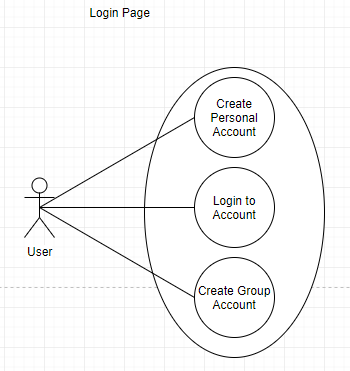 Login Page
Create
Personal
Account
Login to
Account
User
Create Group
Account